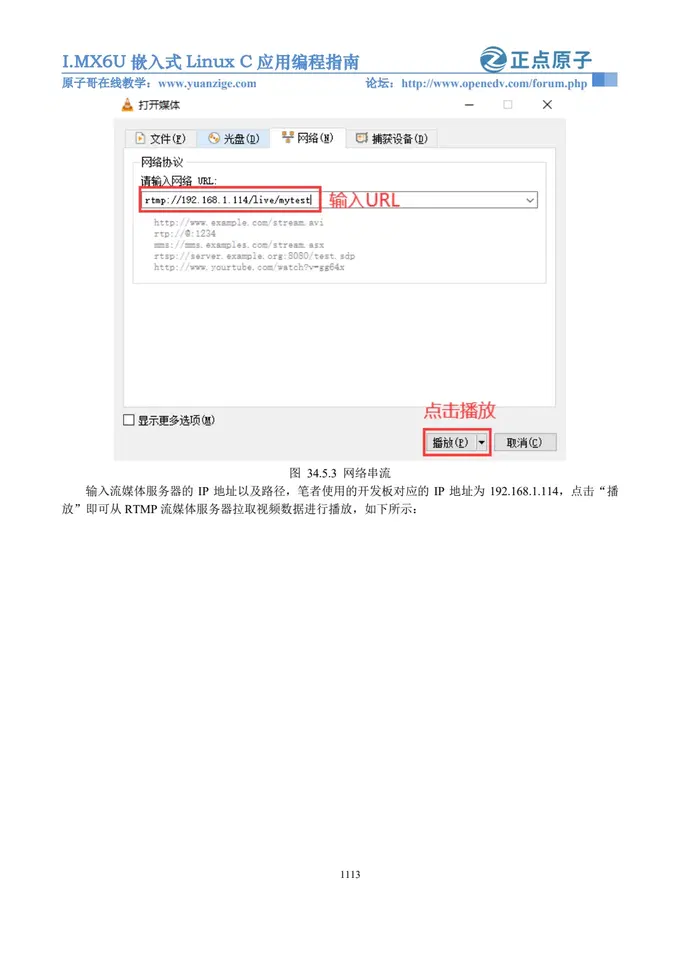 I.MX6U 嵌入式 Linux C 应用编程指南
正点原子
原子哥在线教学：www.yuanzige.com 论坛：http://www.openedv.com/forum.php
打开媒体
文件(F) 光盘(D) 网络(N) 捕获设备(D)
网络协议
请输入网络 URL:
rtmp://192.168.1.114/live/mytest 输入URL
http://www.example.com/stream.avi
rtp://@:1234
mms://mms.examples.com/stream.asx
rtsp://server.example.org:8080/test.sdp
http://www.yourtube.com/watch?v=gg64x
显示更多选项(M)
点击播放
播放(P) 取消(C)
图 34.5.3 网络串流
输入流媒体服务器的 IP 地址以及路径，笔者使用的开发板对应的 IP 地址为 192.168.1.114，点击“播
放”即可从 RTMP 流媒体服务器拉取视频数据进行播放，如下所示：
1113